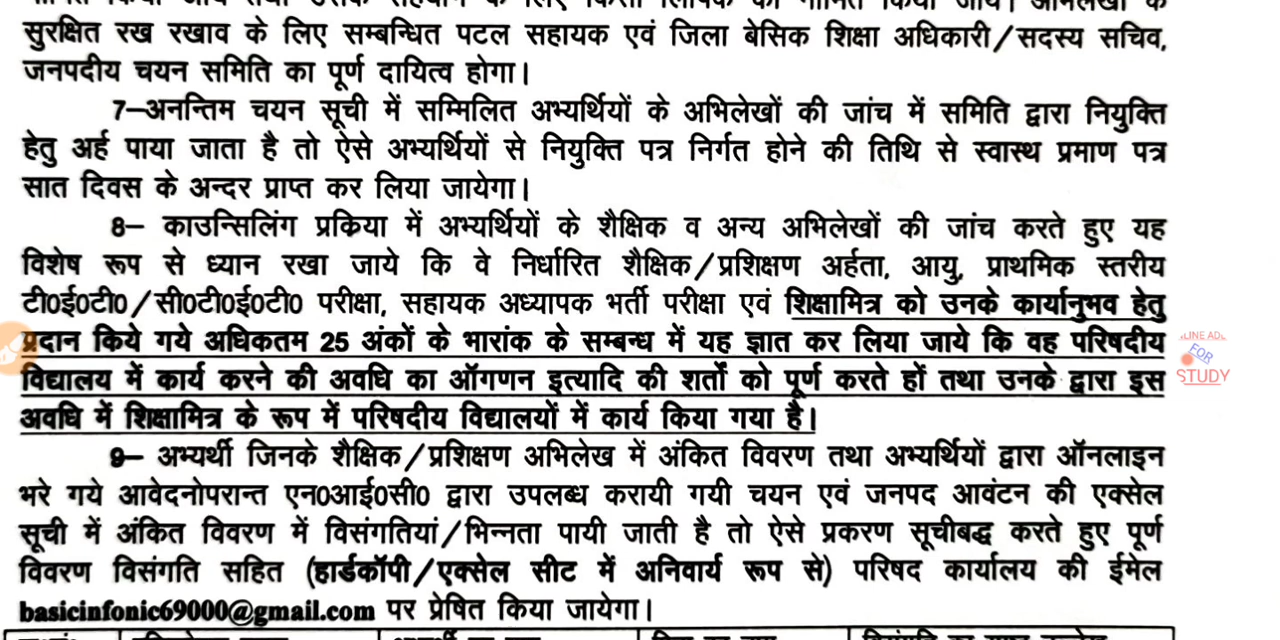 सुरक्षित रख रखाव के लिए सम्बन्धित पटल सहायक एवं जिला बेसिक शिक्षा अधिकारी/सदस्य सचिव,
जनपदीय चयन समिति का पूर्ण दायित्व होगा।
7–अनन्तिम चयन सूची में सम्मिलित अभ्यर्थियों के अभिलेखों की जांच में समिति द्वारा नियुक्ति
हेतु अर्ह पाया जाता है तो ऐसे अभ्यर्थियों से नियुक्ति पत्र निर्गत होने की तिथि से स्वास्थ प्रमाण पत्र
सात दिवस के अन्दर प्राप्त कर लिया जायेगा।
8– काउन्सिलिंग प्रकिया में अभ्यर्थियों के शैक्षिक व अन्य अभिलेखों की जांच करते हुए यह
विशेष रूप से ध्यान रखा जाये कि वे निर्धारित शैक्षिक/प्रशिक्षण अर्हता, आयु, प्राथमिक स्तरीय
टी0ई0टी0/सी0टी0ई0टी0 परीक्षा, सहायक अध्यापक भर्ती परीक्षा एवं शिक्षामित्र को उनके कार्यानुभव हेतु
प्रदान किये गये अधिकतम 25 अंकों के भारांक के सम्बन्ध में यह ज्ञात कर लिया जाये कि वह परिषदीय
विद्यालय में कार्य करने की अवधि का ऑगणन इत्यादि की शर्तों को पूर्ण करते हों तथा उनके द्वारा इस
अवधि में शिक्षामित्र के रूप में परिषदीय विद्यालयों में कार्य किया गया है।
9– अभ्यर्थी जिनके शैक्षिक/प्रशिक्षण अभिलेख में अंकित विवरण तथा अभ्यर्थियों द्वारा ऑनलाइन
भरे गये आवेदनोपरान्त एन0आई0सी0 द्वारा उपलब्ध करायी गयी चयन एवं जनपद आवंटन की एक्सेल
सूची में अंकित विवरण में विसंगतियां/भिन्नता पायी जाती है तो ऐसे प्रकरण सूचीबद्ध करते हुए पूर्ण
विवरण विसंगति सहित (हार्डकॉपी/एक्सेल सीट में अनिवार्य रूप से) परिषद कार्यालय की ईमेल
basicinfonic69000@gmail.com पर प्रेषित किया जायेगा।
FOR
STUDY